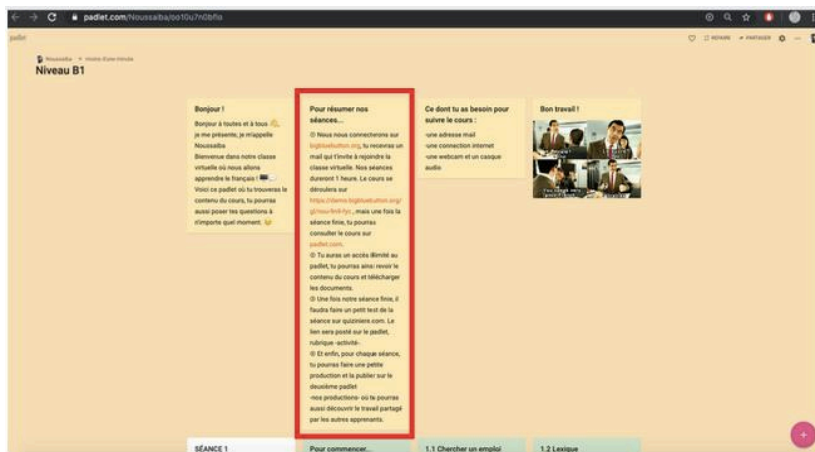 padlet.com/Noussaiba/oo10u7n0bflo
padlet
REFAIRE
PARTAGER
Noussaiba
Niveau B1
Bonjour !
Bonjour à toutes et à tous
je me présente, je m'appelle
Noussaiba
Bienvenue dans notre classe
virtuelle où nous allons
apprendre le français !
Voici ce padlet où tu trouveras le
contenu du cours, tu pourras
aussi poser tes questions à
n'importe quel moment.
Pour résumer nos
séances...
Nous nous connecterons sur
bigbluebutton.org, tu recevras un
mail qui t'invite à rejoindre la
classe virtuelle. Nos séances
dureront 1 heure. Le cours se
déroulera sur
https://demo.bigbluebutton.org/
, mais une fois la
séance finie, tu pourras
consulter le cours sur
padlet.com.
Tu auras un accès illimité au
padlet, tu pourras ainsi revoir le
contenu du cours et télécharger
les documents.
Une fois notre séance finie, il
faudra faire un petit test de la
séance sur quiziniere.com. Le
lien sera posté sur le padlet,
rubrique -activité-.
Et enfin, pour chaque séance,
tu pourras faire une petite
production et la publier sur le
deuxième padlet
-nos productions- où te pourras
aussi découvrir le travail partagé
par les autres apprenants.
Ce dont tu as besoin pour
suivre le cours :
-une adresse mail
-une connection internet
-une webcam et un casque
audio
Bon travail !
SÉANCE 1
Pour commencer...
1.1 Chercher un emploi
1.2 Lexique